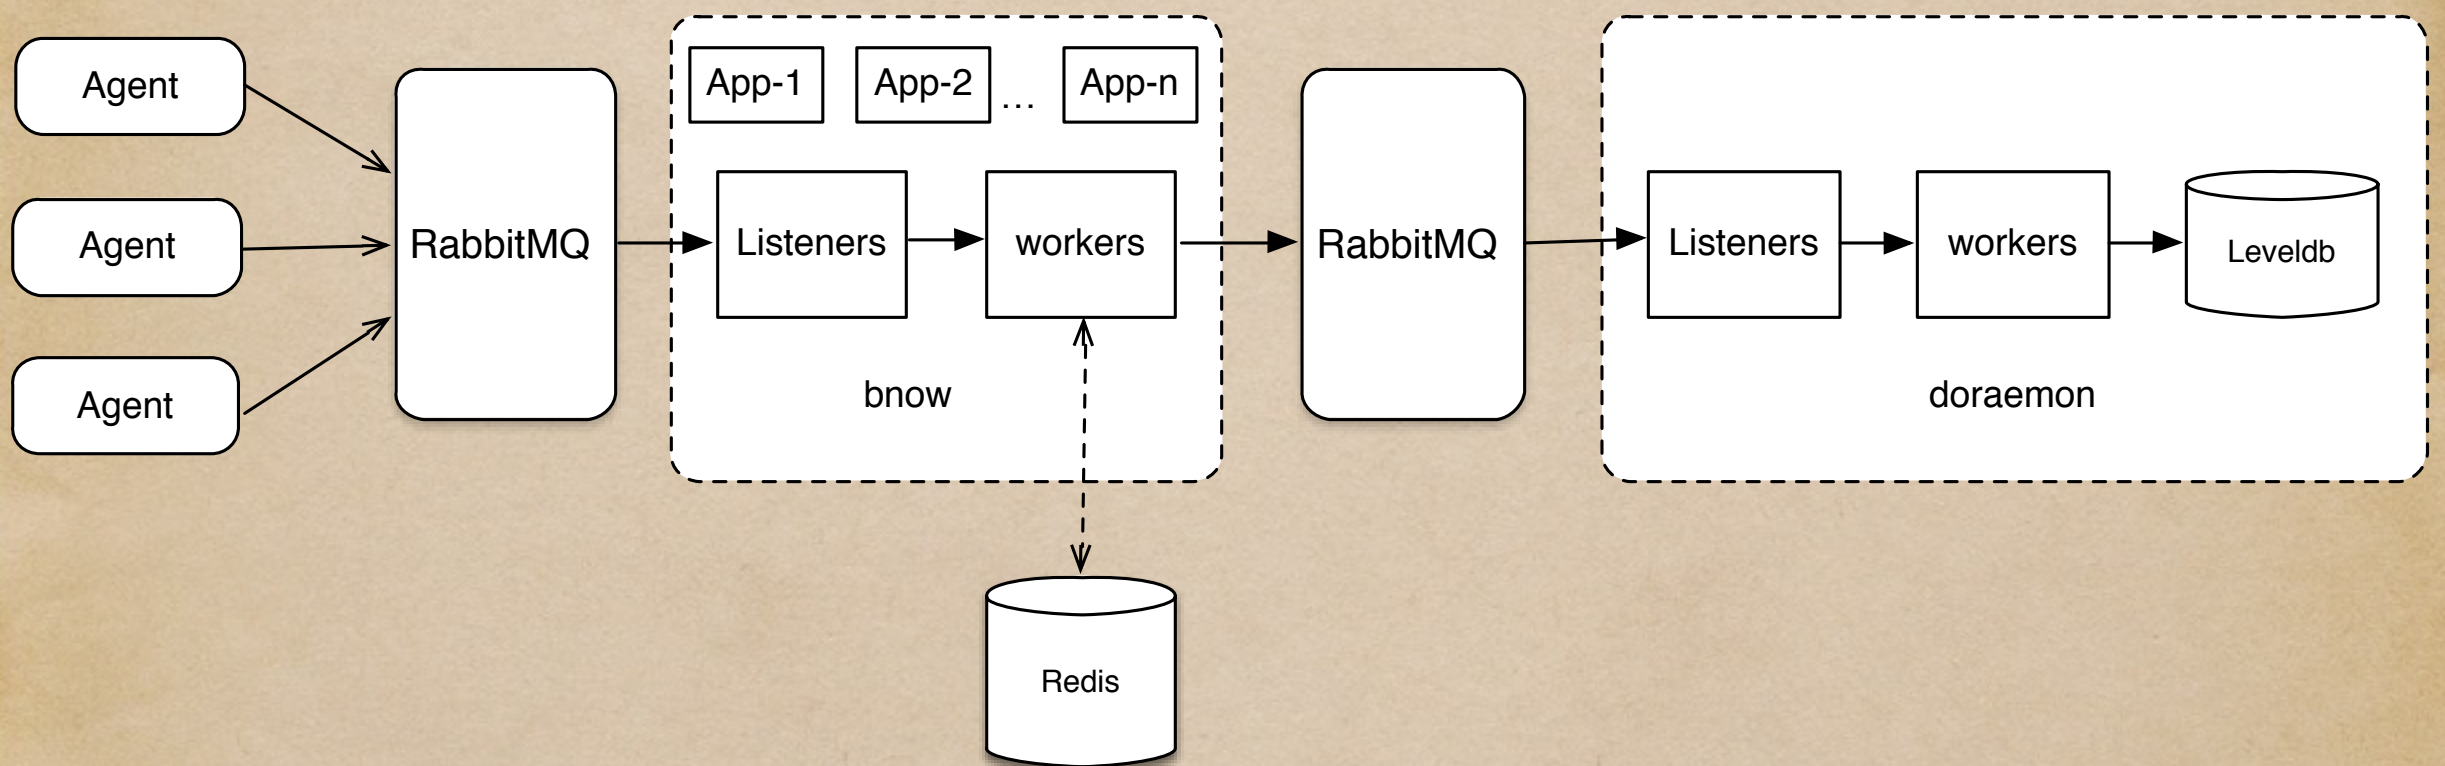 Agent
Agent
Agent
RabbitMQ
App-1
App-2
...
App-n
Listeners
workers
bnow
Redis
RabbitMQ
Listeners
workers
Leveldb
doraemon